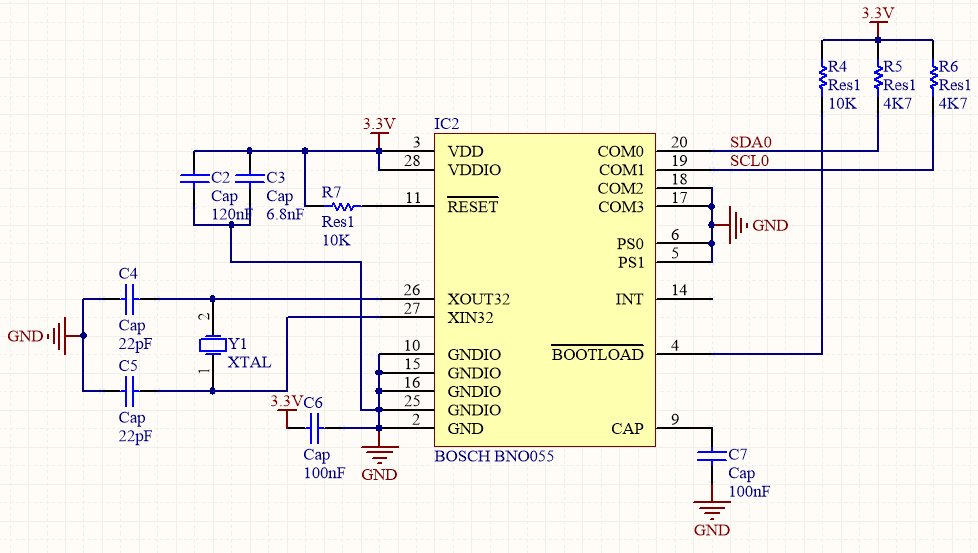 3.3V
R4
Res1
10K
R5
Res1
4K7
R6
Res1
4K7
IC2
3.3V
3 VDD
28 VDDIO
11 RESET
26 XOUT32
27 XIN32
10 GNDIO
15 GNDIO
16 GNDIO
25 GNDIO
2 GND
COM0 20 SDA0
COM1 19 SCL0
COM2 18
COM3 17
PS0 6
PS1 5
GND
INT 14
BOOTLOAD 4
CAP 9
BOSCH BNO055
C2
Cap
120nF
C3
Cap
6.8nF
R7
Res1
10K
C4
Cap
22pF
GND
2
Y1
XTAL
1
C5
Cap
22pF
3.3V
C6
Cap
100nF
GND
C7
Cap
100nF
GND